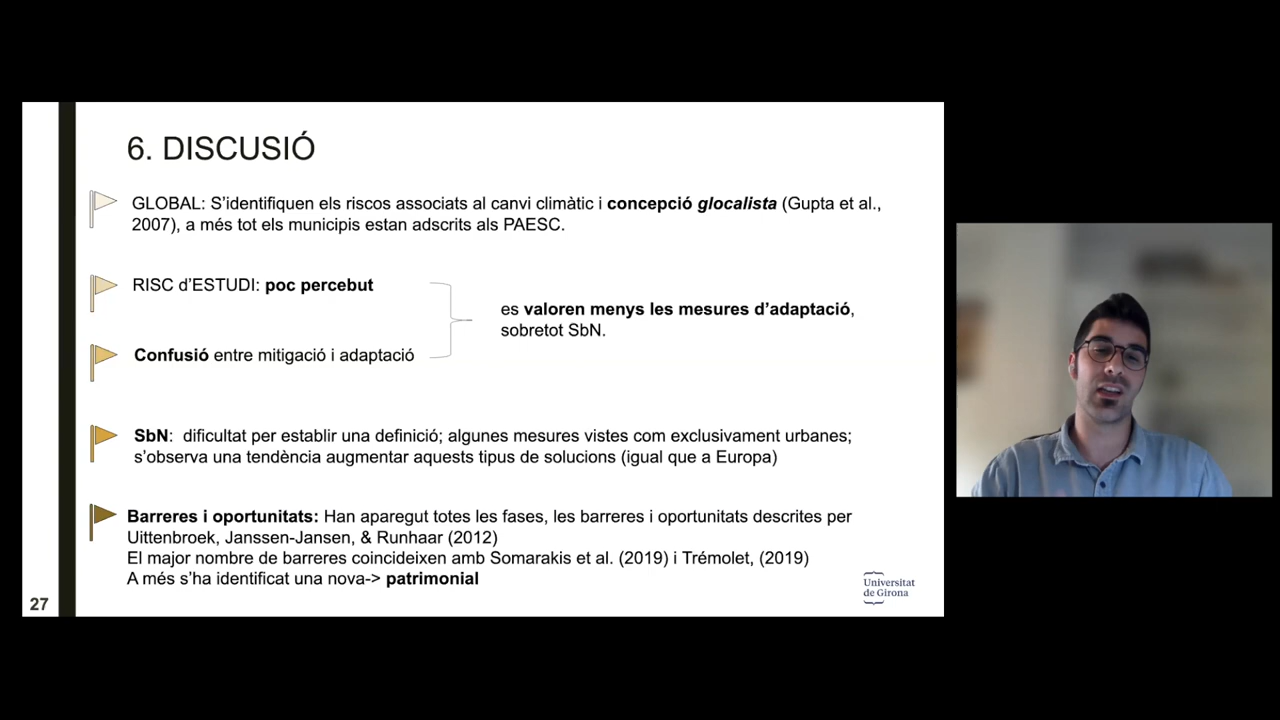 6. DISCUSIÓ
GLOBAL: S’identifiquen els riscos associats al canvi climàtic i concepció glocalista (Gupta et al.,
2007), a més tot els municipis estan adscrits als PAESC.
RISC d’ESTUDI: poc percebut
es valoren menys les mesures d’adaptació,
sobretot SbN.
Confusió entre mitigació i adaptació
SbN: dificultat per establir una definició; algunes mesures vistes com exclusivament urbanes;
s’observa una tendència augmentar aquests tipus de solucions (igual que a Europa)
Barreres i oportunitats: Han aparegut totes les fases, les barreres i oportunitats descrites per
Uittenbroek, Janssen-Jansen, & Runhaar (2012)
El major nombre de barreres coincideixen amb Somarakis et al. (2019) i Trémolet, (2019)
A més s’ha identificat una nova-> patrimonial
Universitat
de Girona
27